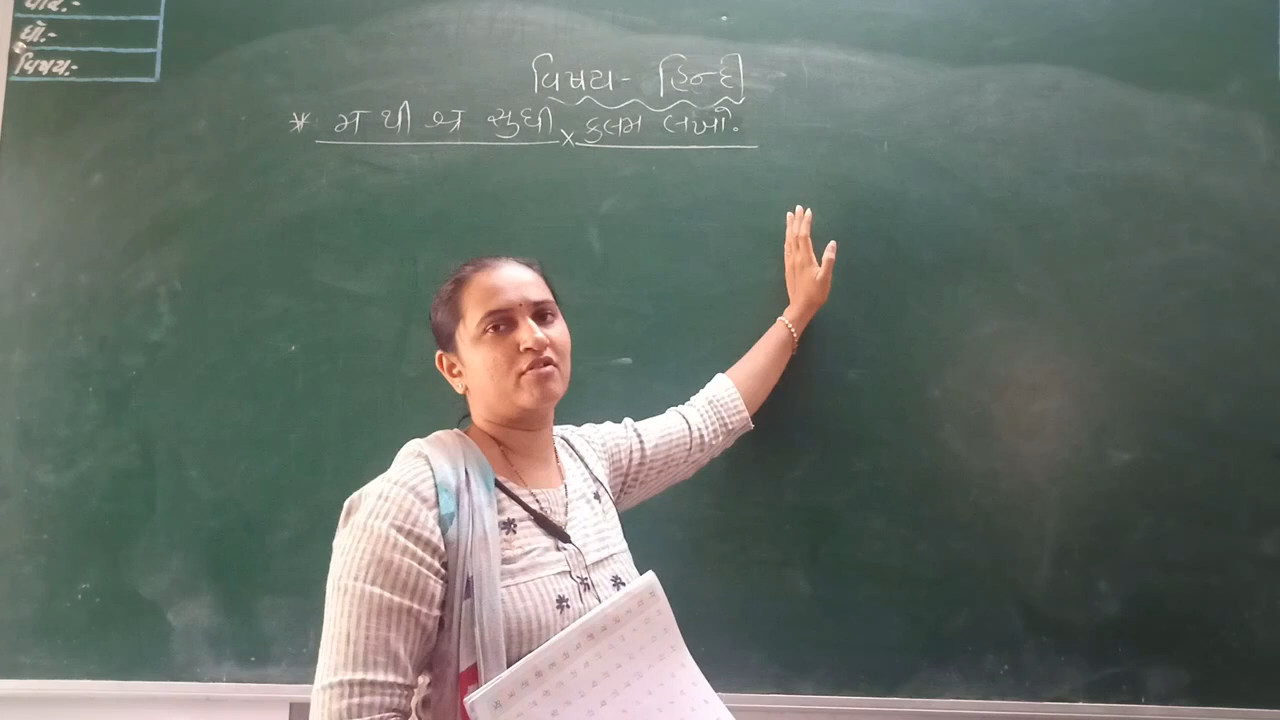 વાર.-
ધો.-
વિષય.-
વિષય- હિન્દી
* મ થી શ્ર સુધી × કલમ લખો.